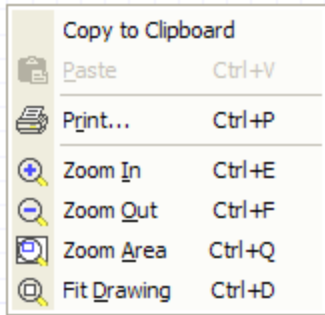 Copy to Clipboard
Paste Ctrl+V
Print... Ctrl+P
Zoom In Ctrl+E
Zoom Out Ctrl+F
Zoom Area Ctrl+Q
Fit Drawing Ctrl+D